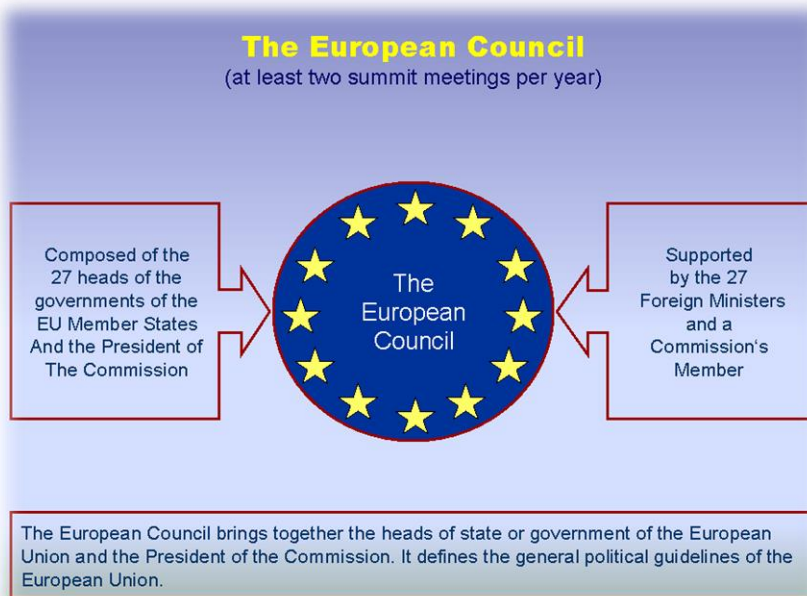 The European Council
(at least two summit meetings per year)
Composed of the
27 heads of the
governments of the
EU Member States
And the President of
The Commission
The
European
Council
Supported
by the 27
Foreign Ministers
and a
Commission‘s
Member
The European Council brings together the heads of state or government of the European
Union and the President of the Commission. It defines the general political guidelines of the
European Union.